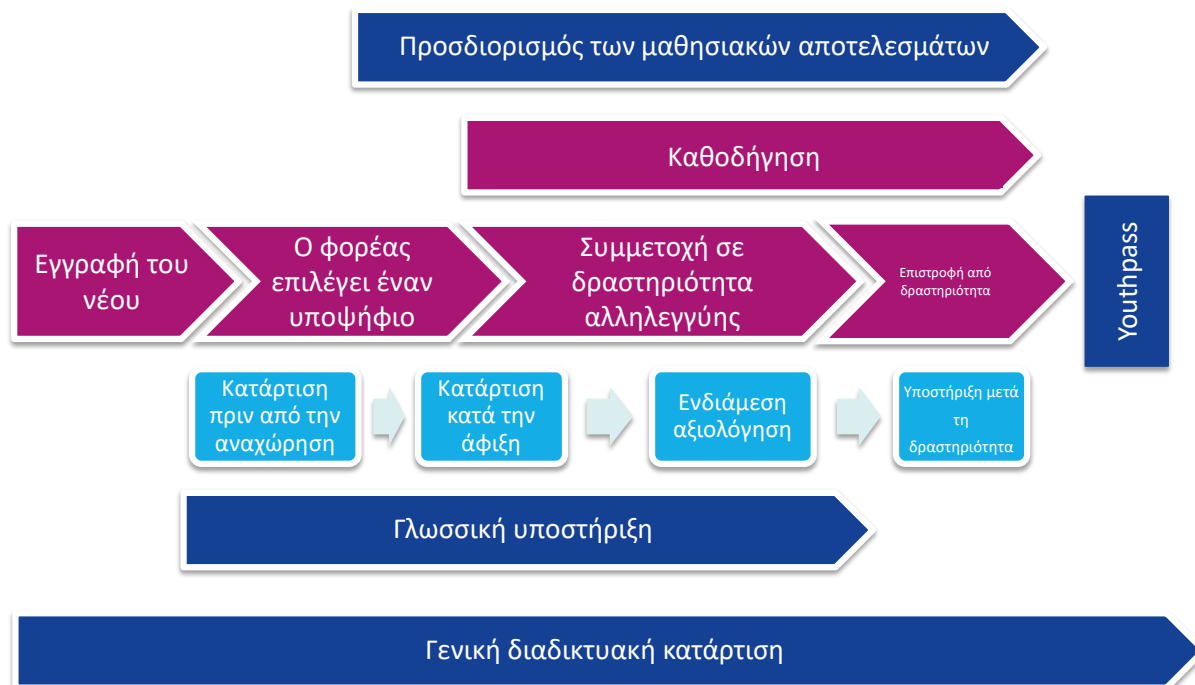 Προσδιορισμός των μαθησιακών αποτελεσμάτων
Καθοδήγηση
Εγγραφή του
νέου
Ο φορέας
επιλέγει έναν
υποψήφιο
Συμμετοχή σε
δραστηριότητα
αλληλεγγύης
Επιστροφή από
δραστηριότητα
Youthpass
Κατάρτιση
πριν από την
αναχώρηση
Κατάρτιση
κατά την
άφιξη
Ενδιάμεση
αξιολόγηση
Υποστήριξη μετά
τη
δραστηριότητα
Γλωσσική υποστήριξη
Γενική διαδικτυακή κατάρτιση